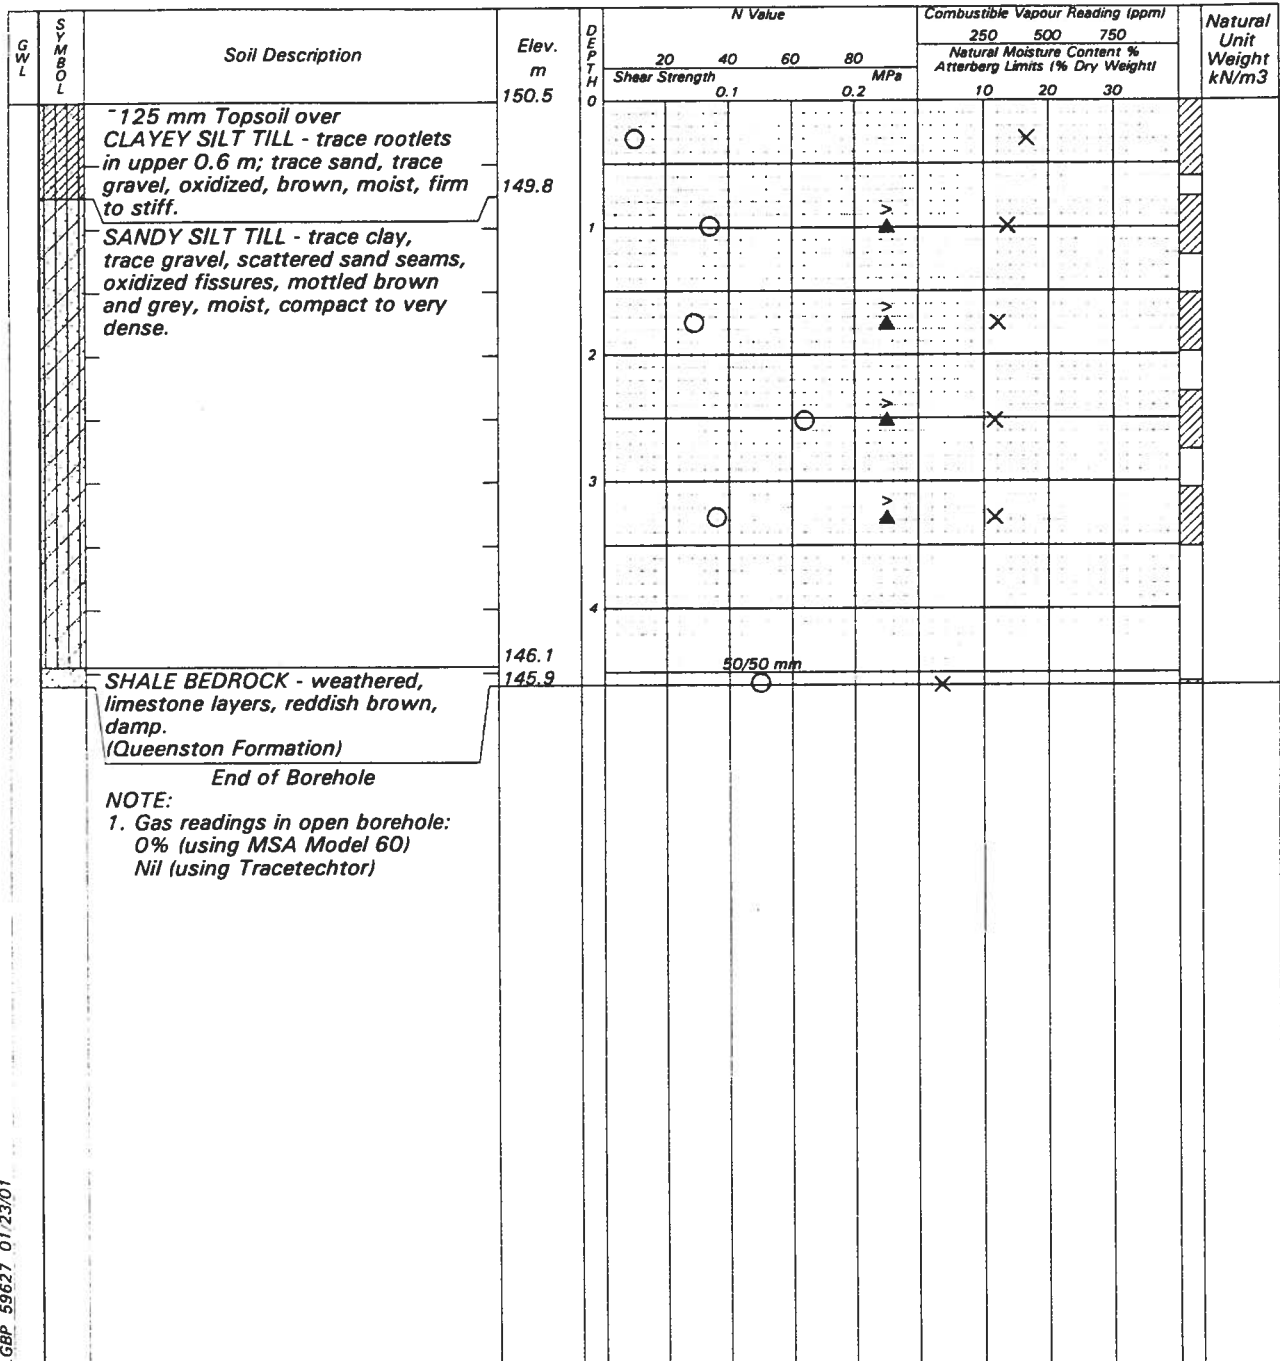 GWL
SYMBOL
Soil Description
Elev.
m
150.5
DEPTH
N Value
20 40 60 80
Shear Strength MPa
0.1 0.2
Combustible Vapour Reading (ppm)
250 500 750
Natural Moisture Content %
Atterberg Limits (% Dry Weight)
10 20 30
Natural
Unit
Weight
kN/m3
0
125 mm Topsoil over
CLAYEY SILT TILL - trace rootlets
in upper 0.6 m; trace sand, trace
gravel, oxidized, brown, moist, firm
to stiff.
149.8
SANDY SILT TILL - trace clay,
trace gravel, scattered sand seams,
oxidized fissures, mottled brown
and grey, moist, compact to very
dense.
1
2
3
4
146.1
50/50 mm
145.9
SHALE BEDROCK - weathered,
limestone layers, reddish brown,
damp.
(Queenston Formation)
End of Borehole
NOTE:
1. Gas readings in open borehole:
0% (using MSA Model 60)
Nil (using Tracetechtor)
GBP 59627 01/23/01